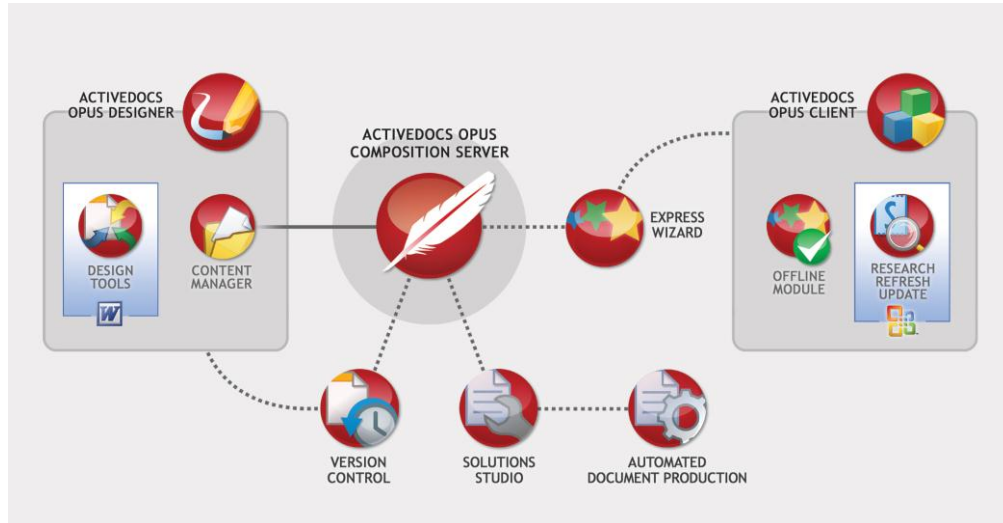 ACTIVEDOCS
OPUS DESIGNER
DESIGN
TOOLS
W
CONTENT
MANAGER
ACTIVEDOCS OPUS
COMPOSITION SERVER
EXPRESS
WIZARD
ACTIVEDOCS
OPUS CLIENT
OFFLINE
MODULE
RESEARCH
REFRESH
UPDATE
VERSION
CONTROL
SOLUTIONS
STUDIO
AUTOMATED
DOCUMENT PRODUCTION